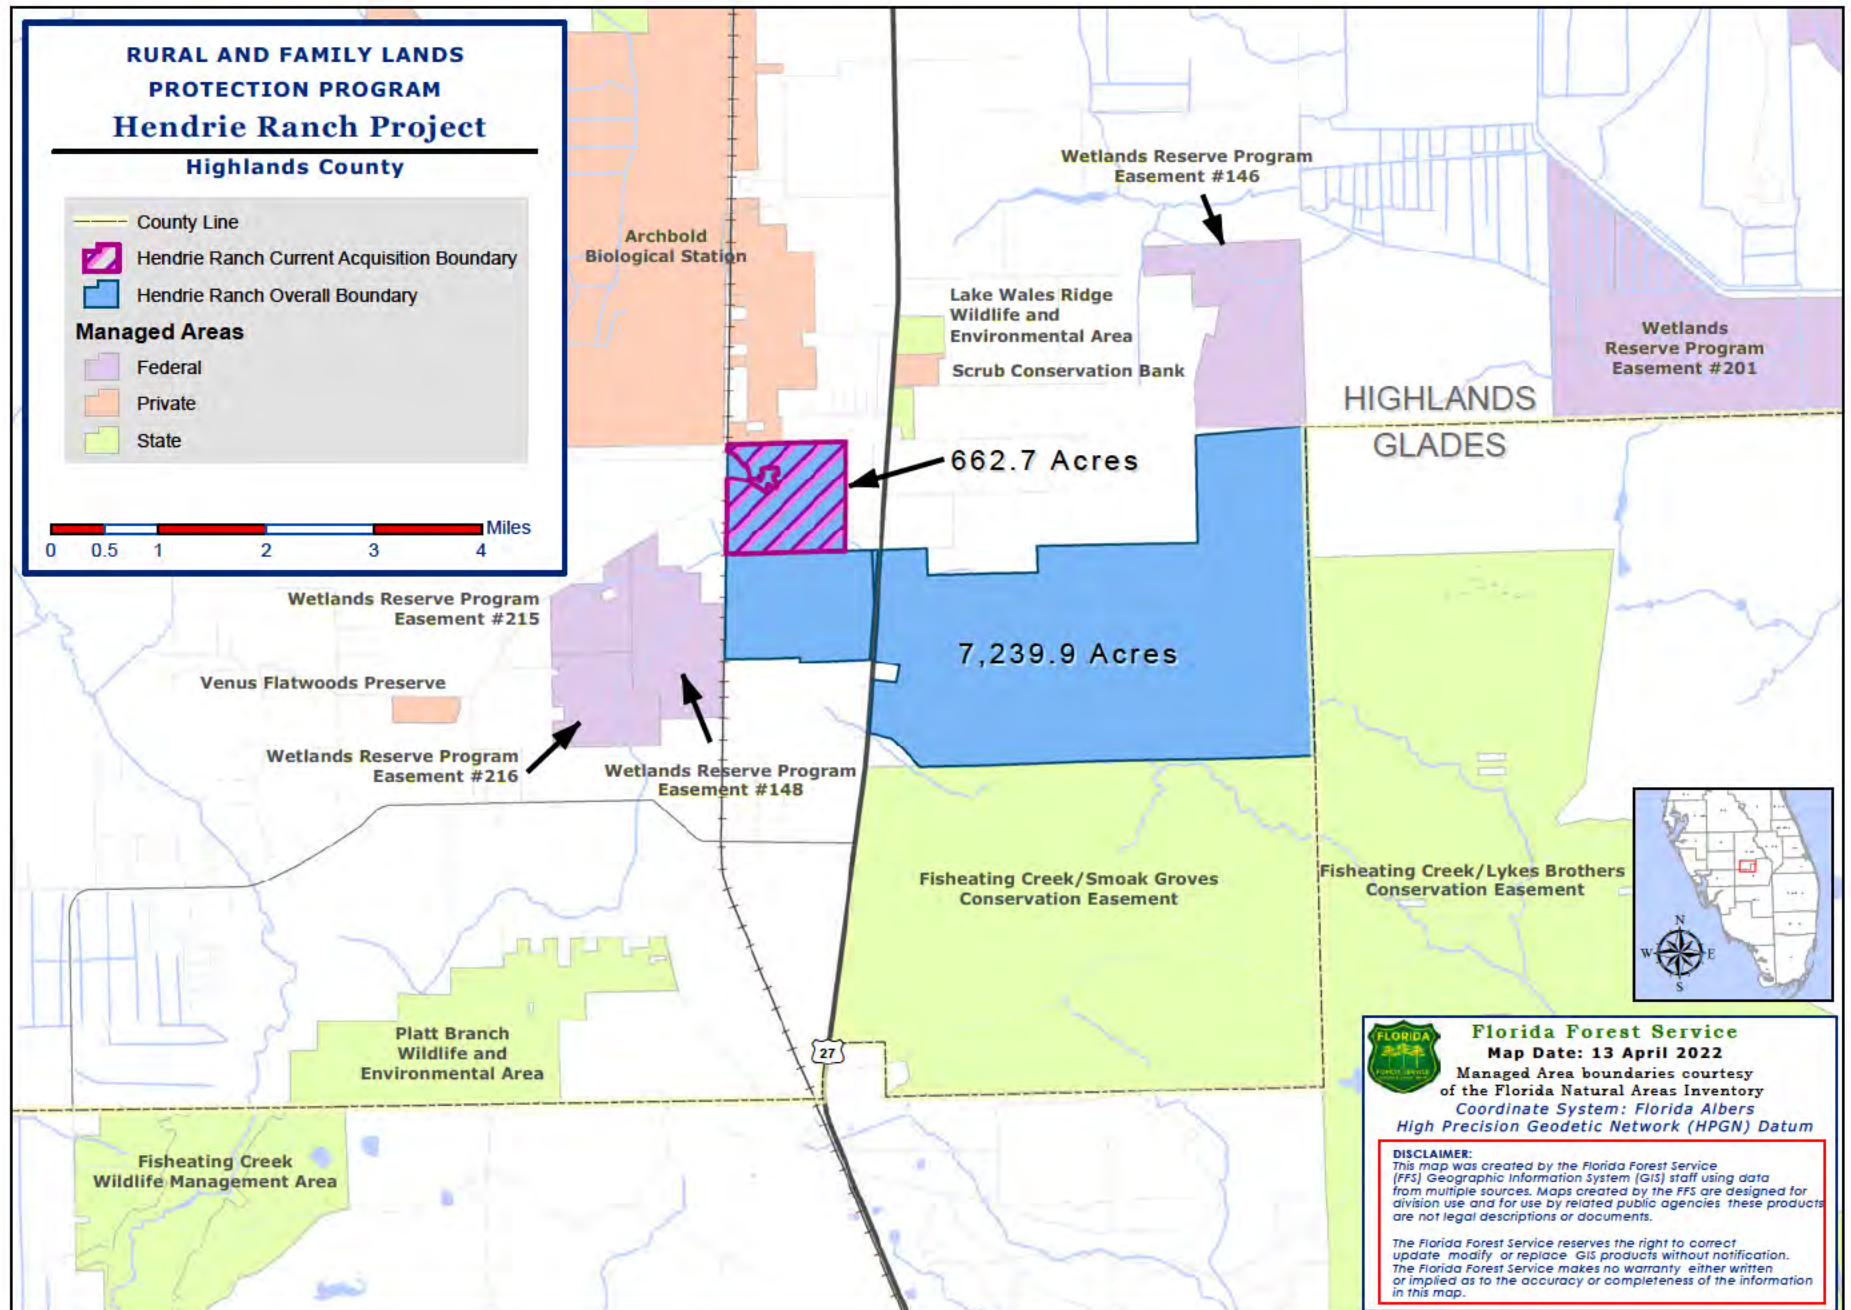 RURAL AND FAMILY LANDS
PROTECTION PROGRAM
Hendrie Ranch Project
Highlands County
County Line
Hendrie Ranch Current Acquisition Boundary
Hendrie Ranch Overall Boundary
Managed Areas
Federal
Private
State
Miles
0 0.5 1 2 3 4
Archbold
Biological Station
Wetlands Reserve Program
Easement #146
Lake Wales Ridge
Wildlife and
Environmental Area
Scrub Conservation Bank
Wetlands
Reserve Program
Easement #201
HIGHLANDS
GLADES
662.7 Acres
7,239.9 Acres
Wetlands Reserve Program
Easement #215
Venus Flatwoods Preserve
Wetlands Reserve Program
Easement #216
Wetlands Reserve Program
Easement #148
Fisheating Creek/Smoak Groves
Conservation Easement
Fisheating Creek/Lykes Brothers
Conservation Easement
Platt Branch
Wildlife and
Environmental Area
27
Fisheating Creek
Wildlife Management Area
N
W E
S
FLORIDA
FOREST SERVICE
Florida Forest Service
Map Date: 13 April 2022
Managed Area boundaries courtesy
of the Florida Natural Areas Inventory
Coordinate System: Florida Albers
High Precision Geodetic Network (HPGN) Datum
DISCLAIMER:
This map was created by the Florida Forest Service
(FFS) Geographic Information System (GIS) staff using data
from multiple sources. Maps created by the FFS are designed for
division use and for use by related public agencies these products
are not legal descriptions or documents.
The Florida Forest Service reserves the right to correct
update modify or replace GIS products without notification.
The Florida Forest Service makes no warranty either written
or implied as to the accuracy or completeness of the information
in this map.